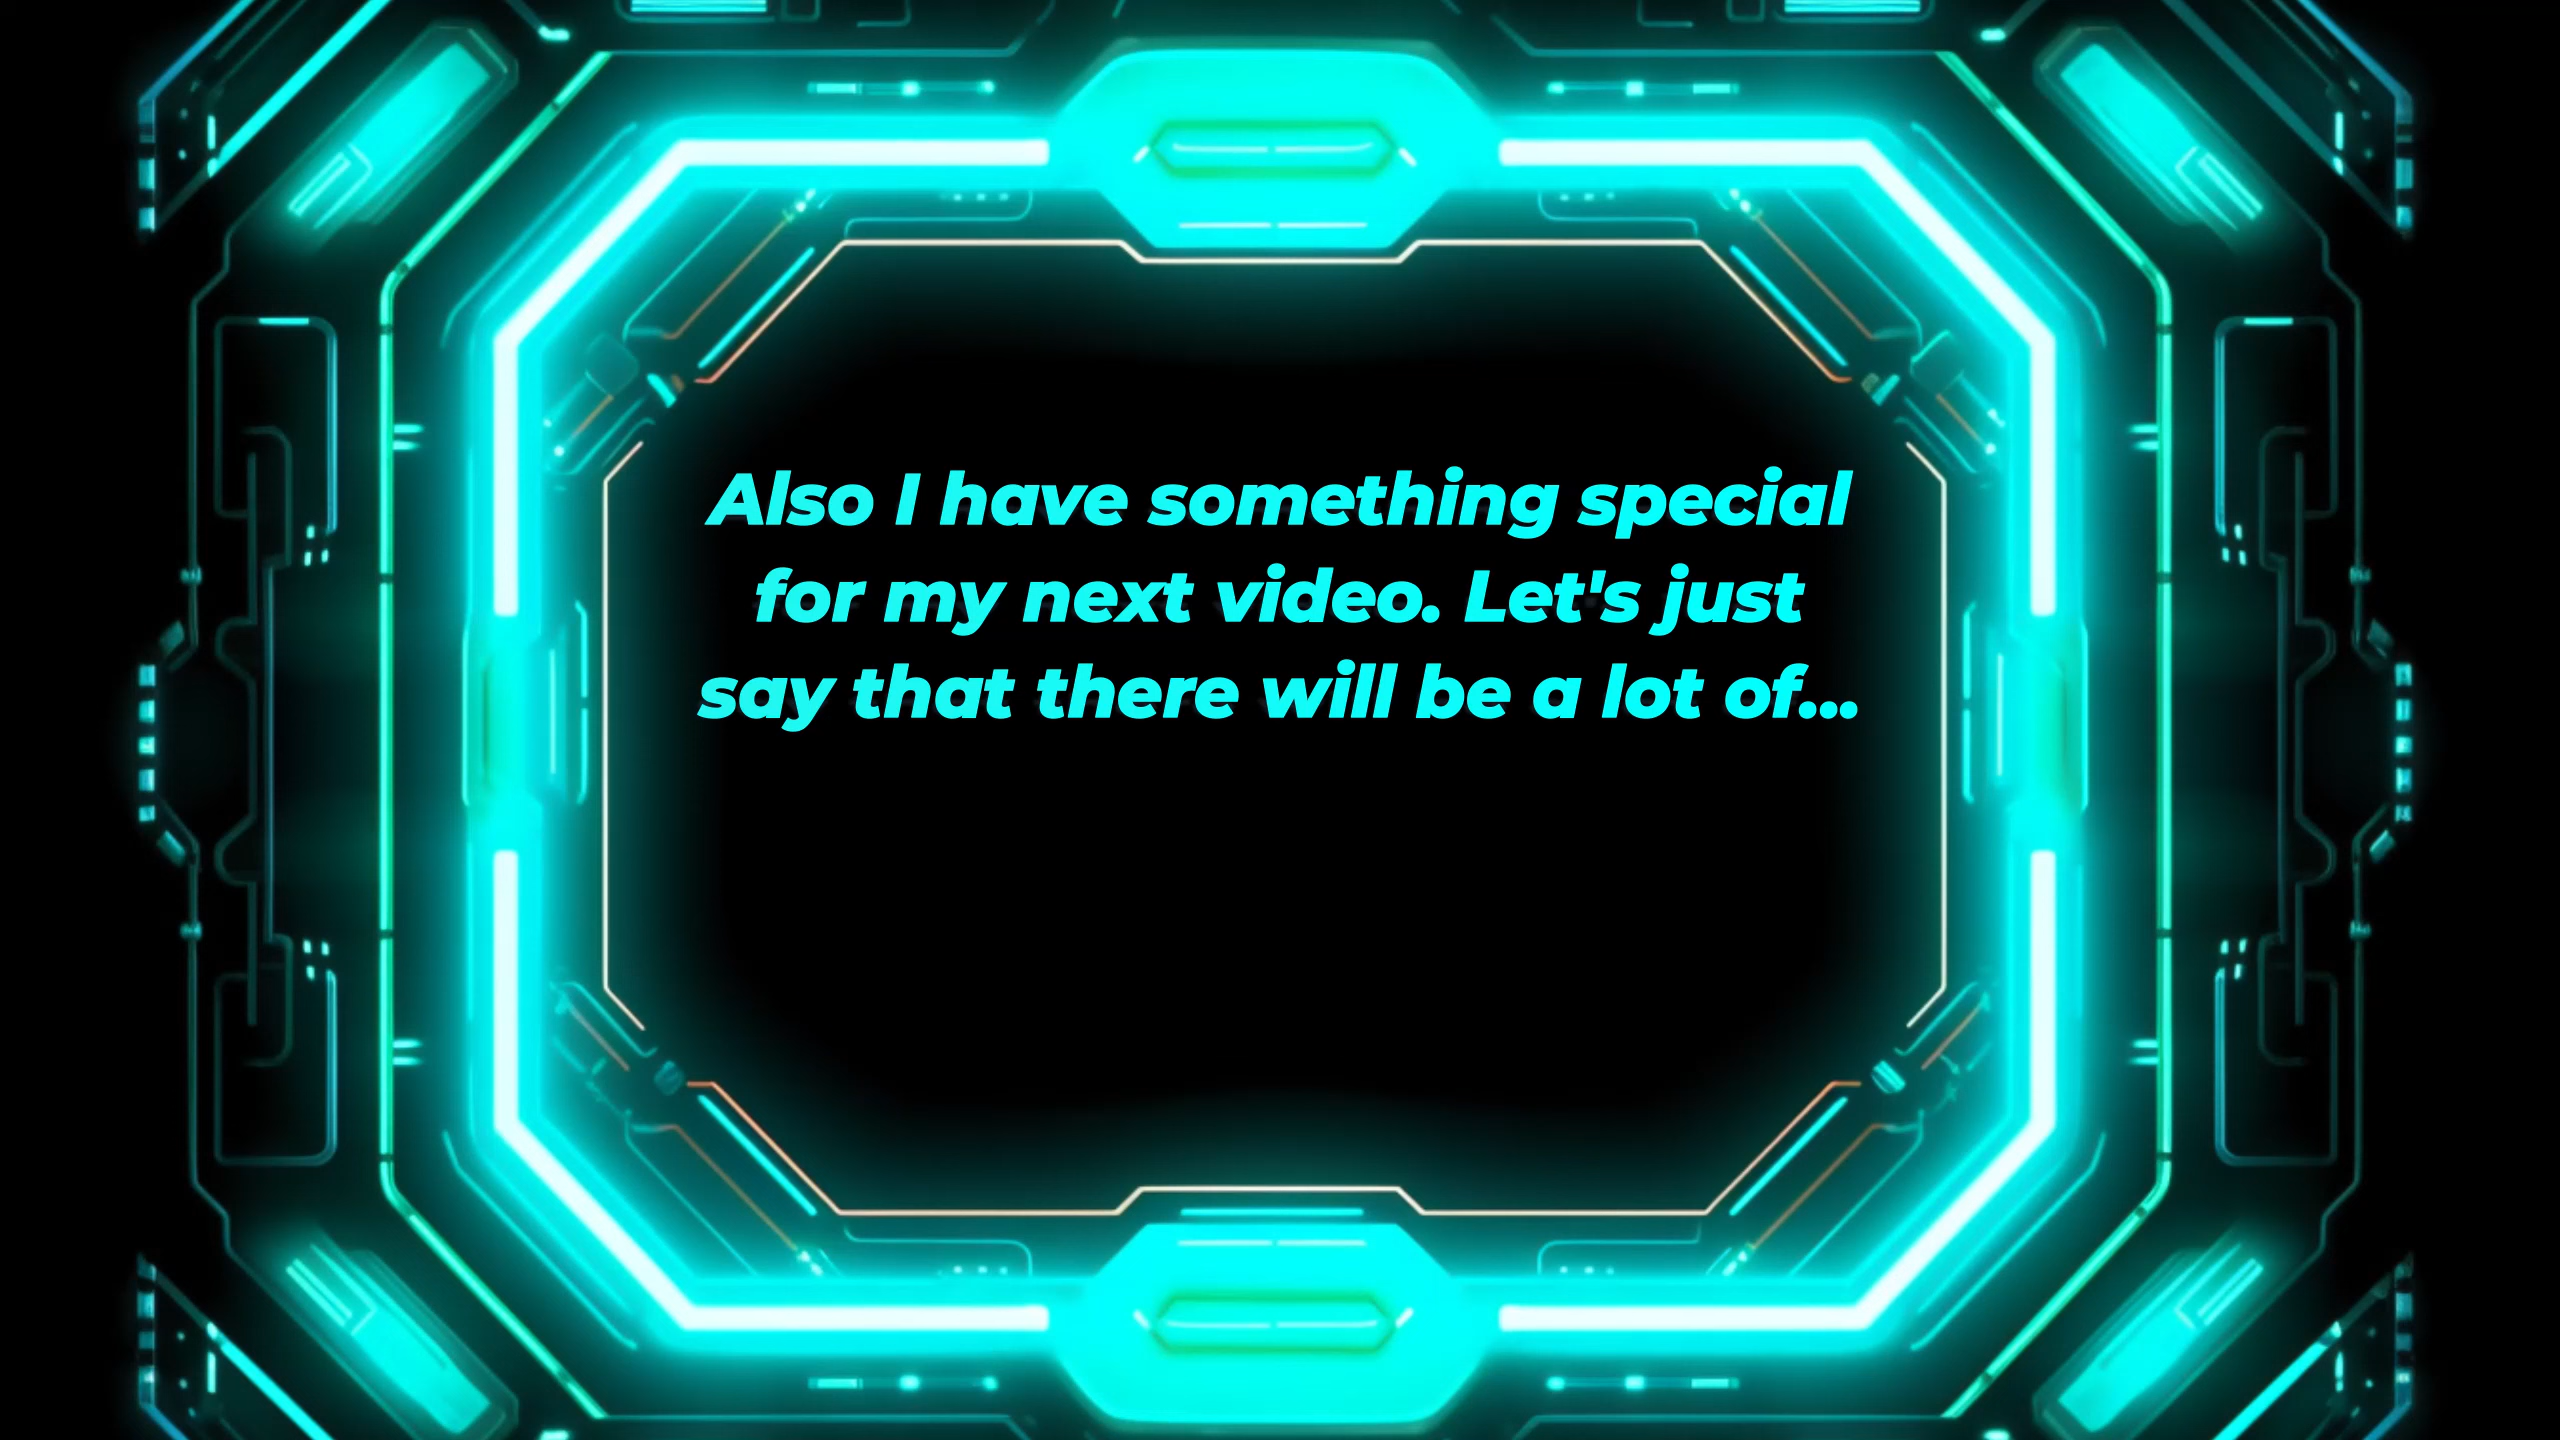 Also I have something special
for my next video. Let's just
say that there will be a lot of...